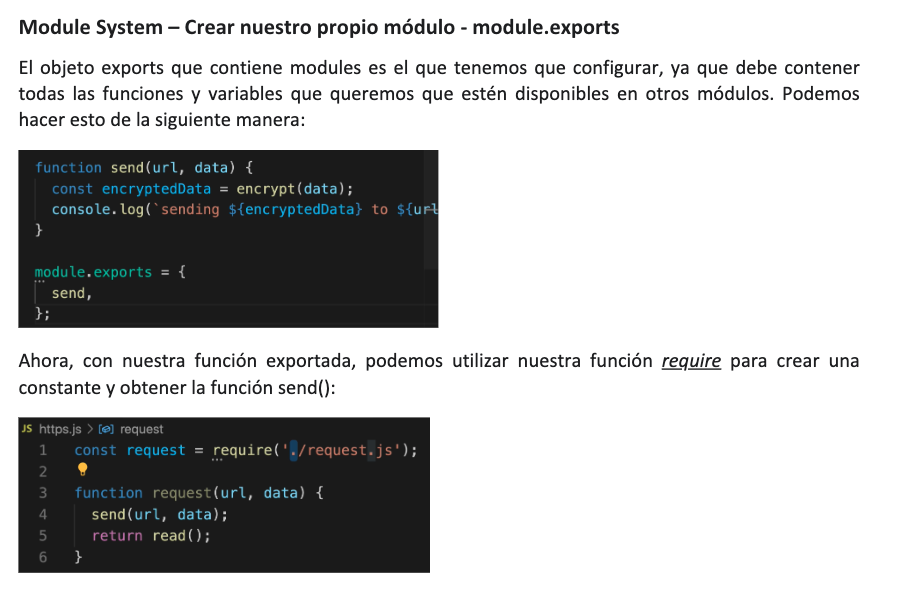 Module System – Crear nuestro propio módulo - module.exports
El objeto exports que contiene modules es el que tenemos que configurar, ya que debe contener
todas las funciones y variables que queremos que estén disponibles en otros módulos. Podemos
hacer esto de la siguiente manera:
function send(url, data) {
const encryptedData = encrypt(data);
console.log(`sending ${encryptedData} to ${url
}
module.exports = {
send,
};
Ahora, con nuestra función exportada, podemos utilizar nuestra función require para crear una
constante y obtener la función send():
JS https.js > request
1 const request = require('./request.js');
2
3 function request(url, data) {
4 send(url, data);
5 return read();
6 }